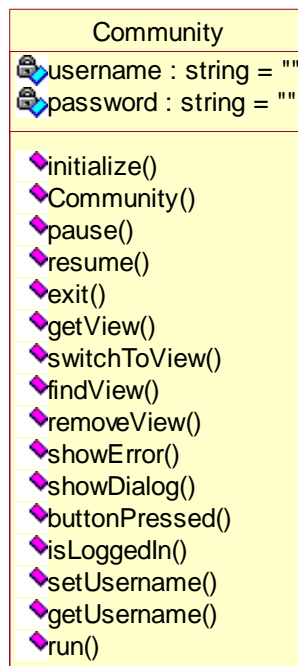 Community
username : string = ""
password : string = ""
initialize()
Community()
pause()
resume()
exit()
getView()
switchToView()
findView()
removeView()
showError()
showDialog()
buttonPressed()
isLoggedIn()
setUsername()
getUsername()
run()